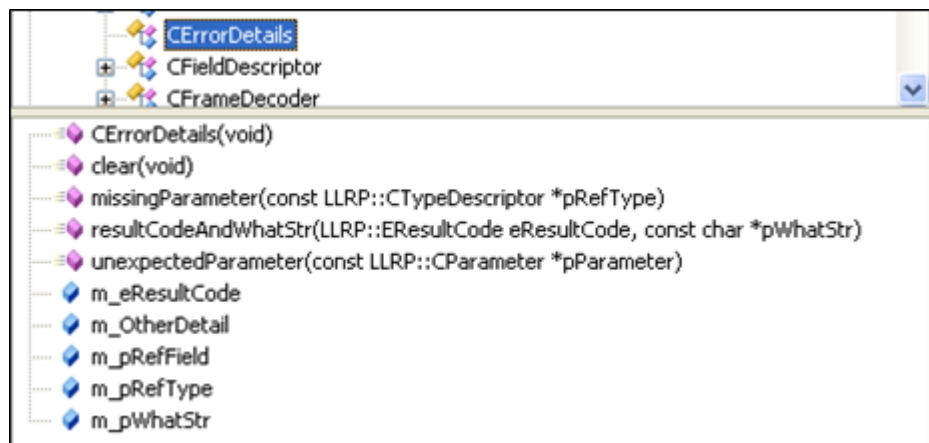 CErrorDetails
CFieldDescriptor
CFrameDecoder
CErrorDetails(void)
clear(void)
missingParameter(const LLRP::CTypeDescriptor *pRefType)
resultCodeAndWhatStr(LLRP::EResultCode eResultCode, const char *pWhatStr)
unexpectedParameter(const LLRP::CParameter *pParameter)
m_eResultCode
m_OtherDetail
m_pRefField
m_pRefType
m_pWhatStr